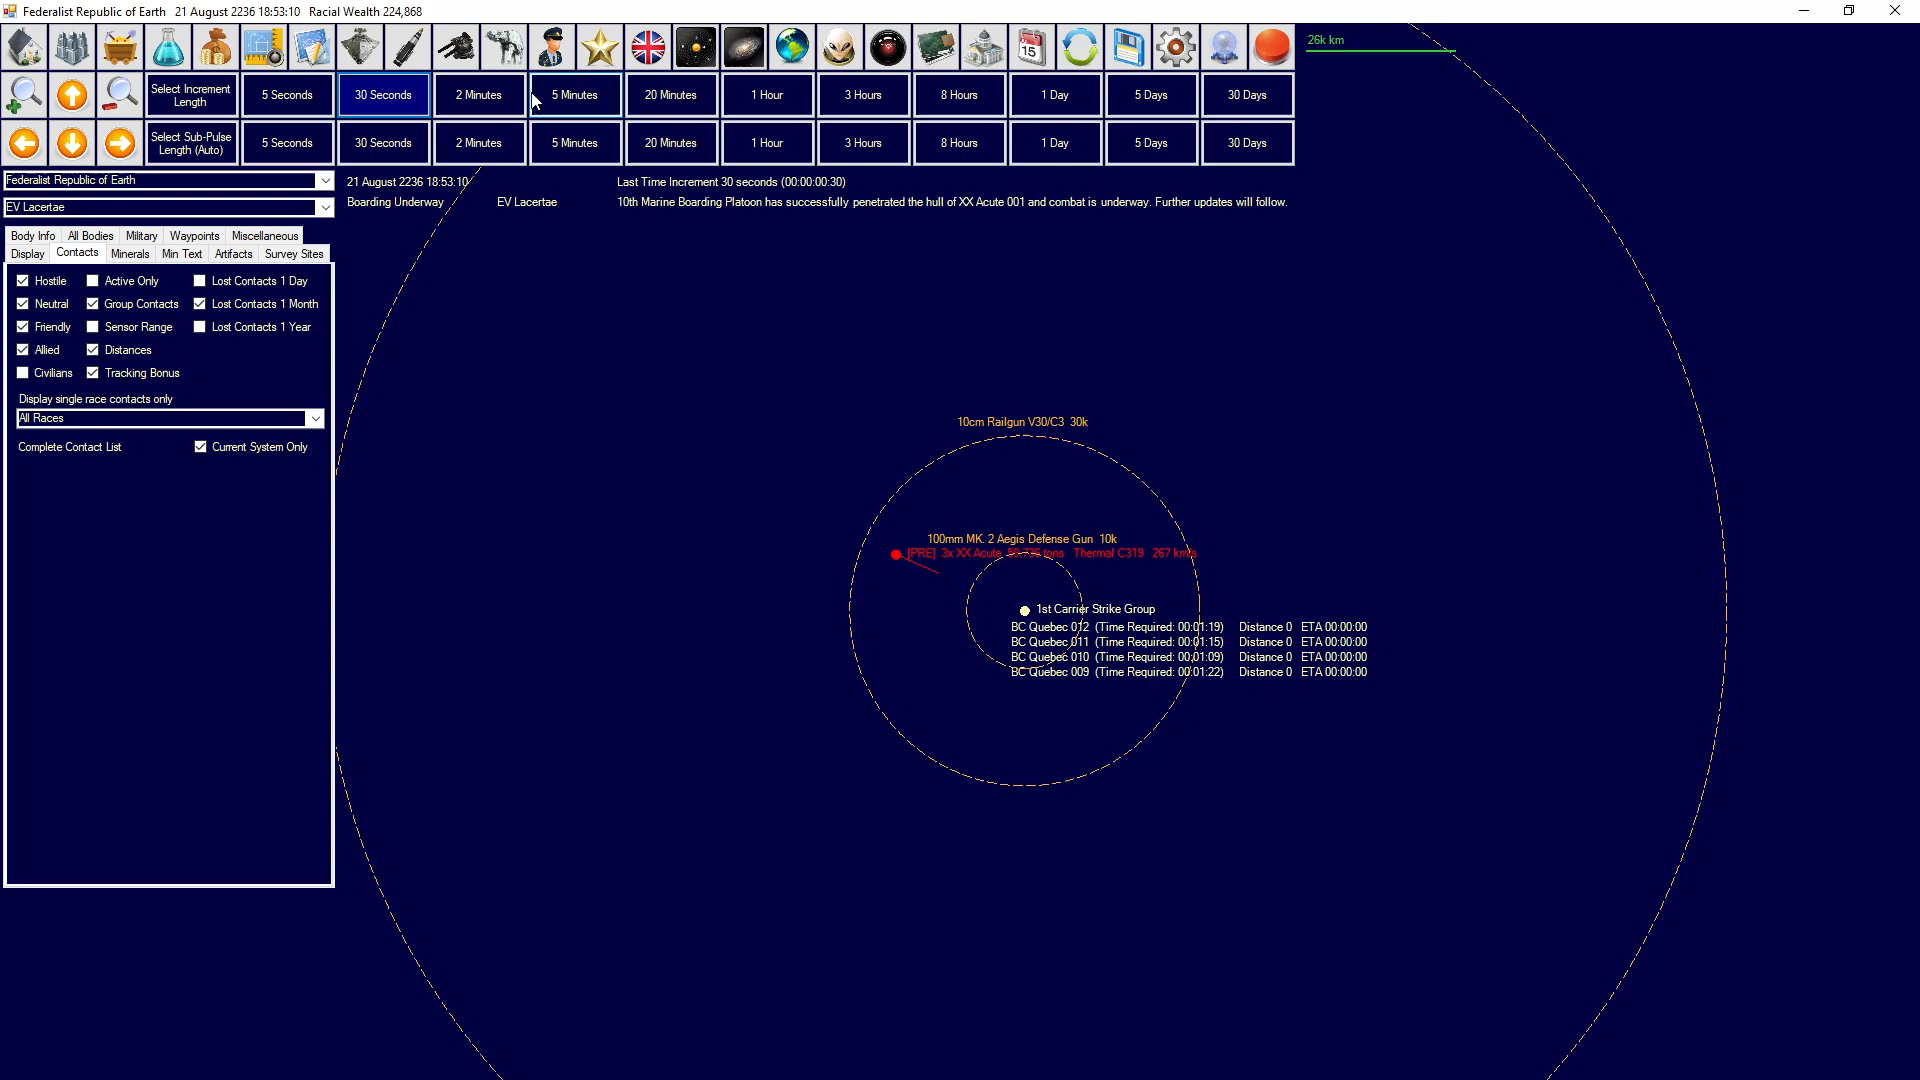 Federalist Republic of Earth 21 August 2236 18:53:10 Racial Wealth 224,868
26k km
15
Select Increment Length 5 Seconds 30 Seconds 2 Minutes 5 Minutes 20 Minutes 1 Hour 3 Hours 8 Hours 1 Day 5 Days 30 Days
Select Sub-Pulse Length (Auto) 5 Seconds 30 Seconds 2 Minutes 5 Minutes 20 Minutes 1 Hour 3 Hours 8 Hours 1 Day 5 Days 30 Days
Federalist Republic of Earth
EV Lacertae
21 August 2236 18:53:10 Last Time Increment 30 seconds (00:00:00:30)
Boarding Underway EV Lacertae 10th Marine Boarding Platoon has successfully penetrated the hull of XX Acute 001 and combat is underway. Further updates will follow.
Body Info All Bodies Military Waypoints Miscellaneous
Display Contacts Minerals Min Text Artifacts Survey Sites
Hostile Active Only Lost Contacts 1 Day
Neutral Group Contacts Lost Contacts 1 Month
Friendly Sensor Range Lost Contacts 1 Year
Allied Distances
Civilians Tracking Bonus
Display single race contacts only
All Races
Complete Contact List Current System Only
10cm Railgun V30/C3 30k
100mm MK. 2 Aegis Defense Gun 10k
[PRE] 3x XX Acute tons Thermal C319 267 km/s
1st Carrier Strike Group
BC Quebec 012 (Time Required: 00:01:19) Distance 0 ETA 00:00:00
BC Quebec 011 (Time Required: 00:01:15) Distance 0 ETA 00:00:00
BC Quebec 010 (Time Required: 00:01:09) Distance 0 ETA 00:00:00
BC Quebec 009 (Time Required: 00:01:22) Distance 0 ETA 00:00:00